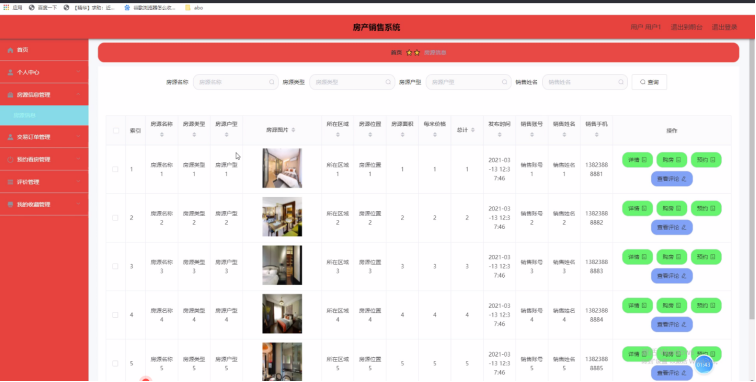 应用
百度一下
房产销售系统
用户 用户1 退出到前台 退出登录
首页
个人中心
房源信息管理
房源信息
交易订单管理
预约看房管理
评价管理
我的收藏管理
首页 房源信息
房源名称 房源名称 房源类型 房源类型 房源户型 房源户型 销售姓名 销售姓名 查询
索引 房源名称 房源类型 房源户型 房源图片 所在区域 房源位置 房源面积 每米价格 总计 发布时间 销售账号 销售姓名 销售手机 操作
1 房源名称1 房源类型1 房源户型1 所在区域1 房源位置1 1 1 1 2021-03-13 12:37:46 销售账号1 销售姓名1 13823888881 详情 购房 预约 查看评论
2 房源名称2 房源类型2 房源户型2 所在区域2 房源位置2 2 2 2 2021-03-13 12:37:46 销售账号2 销售姓名2 13823888882 详情 购房 预约 查看评论
3 房源名称3 房源类型3 房源户型3 所在区域3 房源位置3 3 3 3 2021-03-13 12:37:46 销售账号3 销售姓名3 13823888883 详情 购房 预约 查看评论
4 房源名称4 房源类型4 房源户型4 所在区域4 房源位置4 4 4 4 2021-03-13 12:37:46 销售账号4 销售姓名4 13823888884 详情 购房 预约 查看评论
5 房源名称5 房源类型5 房源户型5 所在区域5 房源位置5 5 5 5 2021-03-13 12:37:46 销售账号5 销售姓名5 13823888885 详情 购房 预约 查看评论
01:43